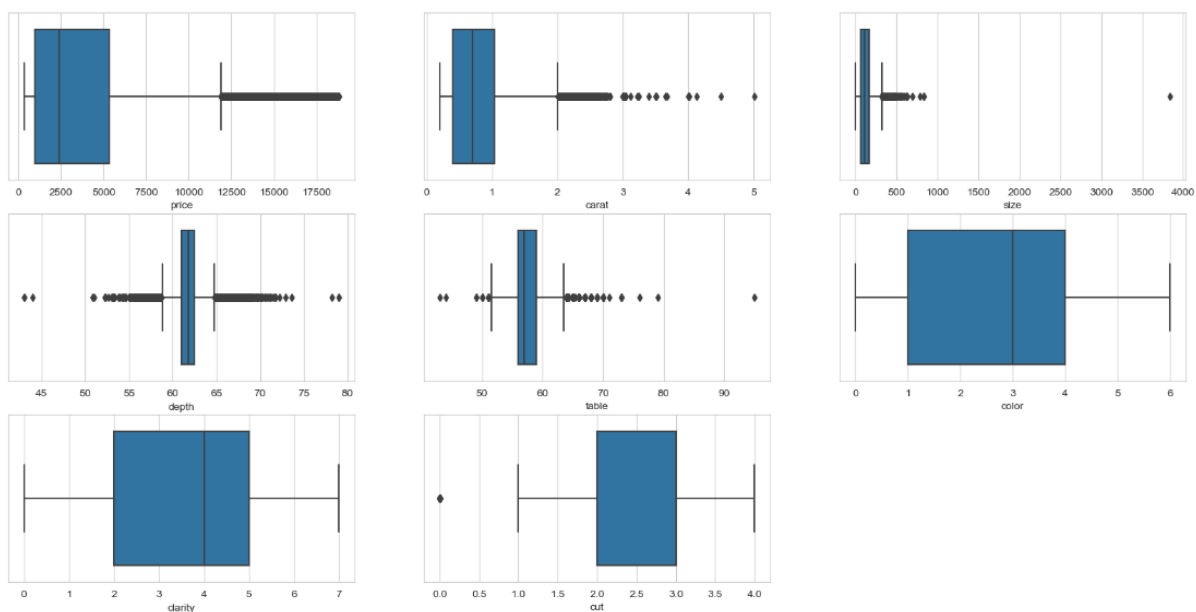 0 2500 5000 7500 10000 12500 15000 17500
price
0 1 2 3 4 5
carat
0 500 1000 1500 2000 2500 3000 3500 4000
size
45 50 55 60 65 70 75 80
depth
50 60 70 80 90
table
0 1 2 3 4 5 6
color
0 1 2 3 4 5 6 7
clarity
0.0 0.5 1.0 1.5 2.0 2.5 3.0 3.5 4.0
cut